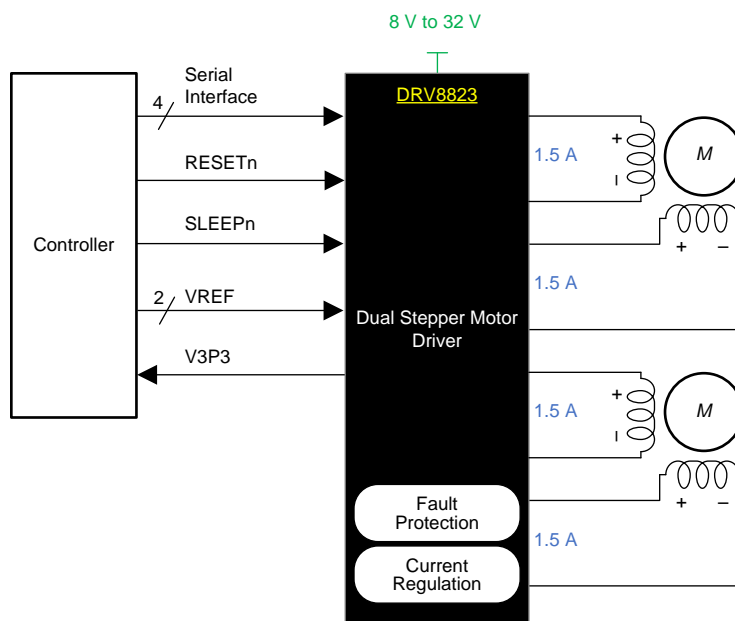 8 V to 32 V
DRV8823
Controller
4
Serial
Interface
RESETn
SLEEPn
2
VREF
V3P3
Dual Stepper Motor
Driver
Fault
Protection
Current
Regulation
1.5 A
+
–
M
+ –
1.5 A
1.5 A
+
–
M
+ –
1.5 A